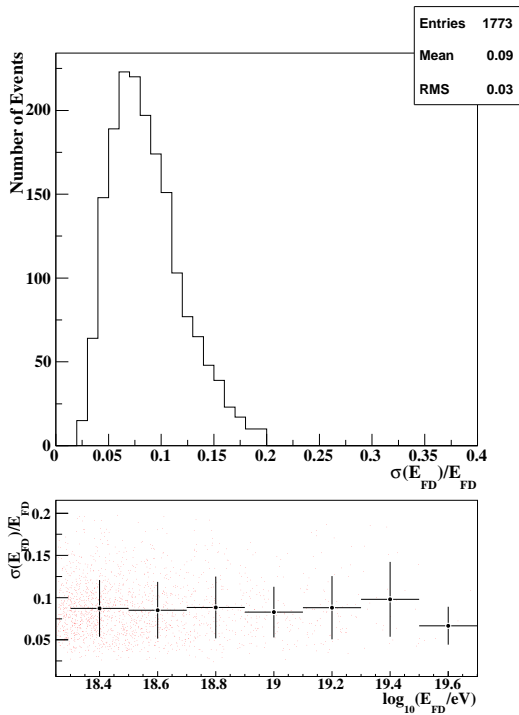 Entries 1773
Mean 0.09
RMS 0.03
Number of Events
200
150
100
50
0
0 0.05 0.1 0.15 0.2 0.25 0.3 0.35 0.4
σ(E_FD)/E_FD
σ(E_FD)/E_FD
0.2
0.15
0.1
0.05
18.4 18.6 18.8 19 19.2 19.4 19.6
log_10(E_FD/eV)